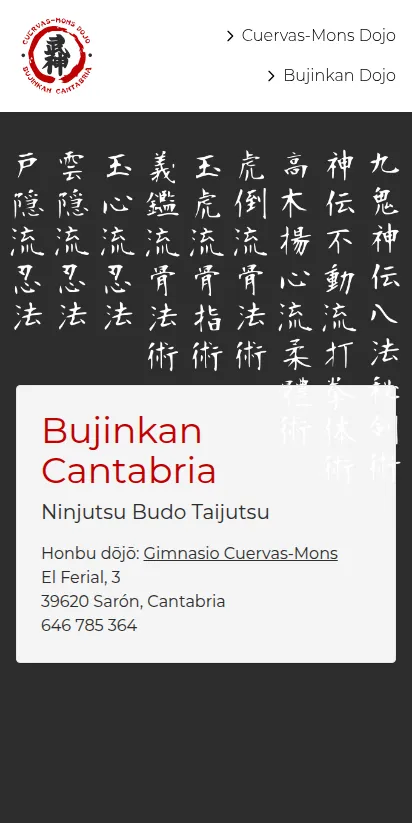 CUERVAS-MONS DOJO
武神
BUJINKAN CANTABRIA
Cuervas-Mons Dojo
Bujinkan Dojo
九鬼神伝八法秘剣術
神伝不動流打拳体術
高木揚心流柔體術
虎倒流骨法術
玉虎流骨指術
義鑑流骨法術
玉心流忍法
雲隠流忍法
戸隠流忍法
Bujinkan
Cantabria
Ninjutsu Budo Taijutsu
Honbu dōjō: Gimnasio Cuervas-Mons
El Ferial, 3
39620 Sarón, Cantabria
646 785 364